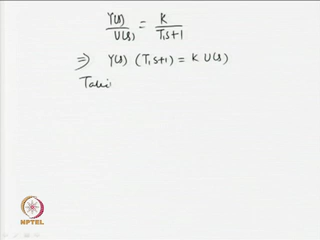 Y(s)/U(s) = K/(T₁s+1)
⇒ Y(s) (T₁s+1) = K U(s)
Taki
NPTEL